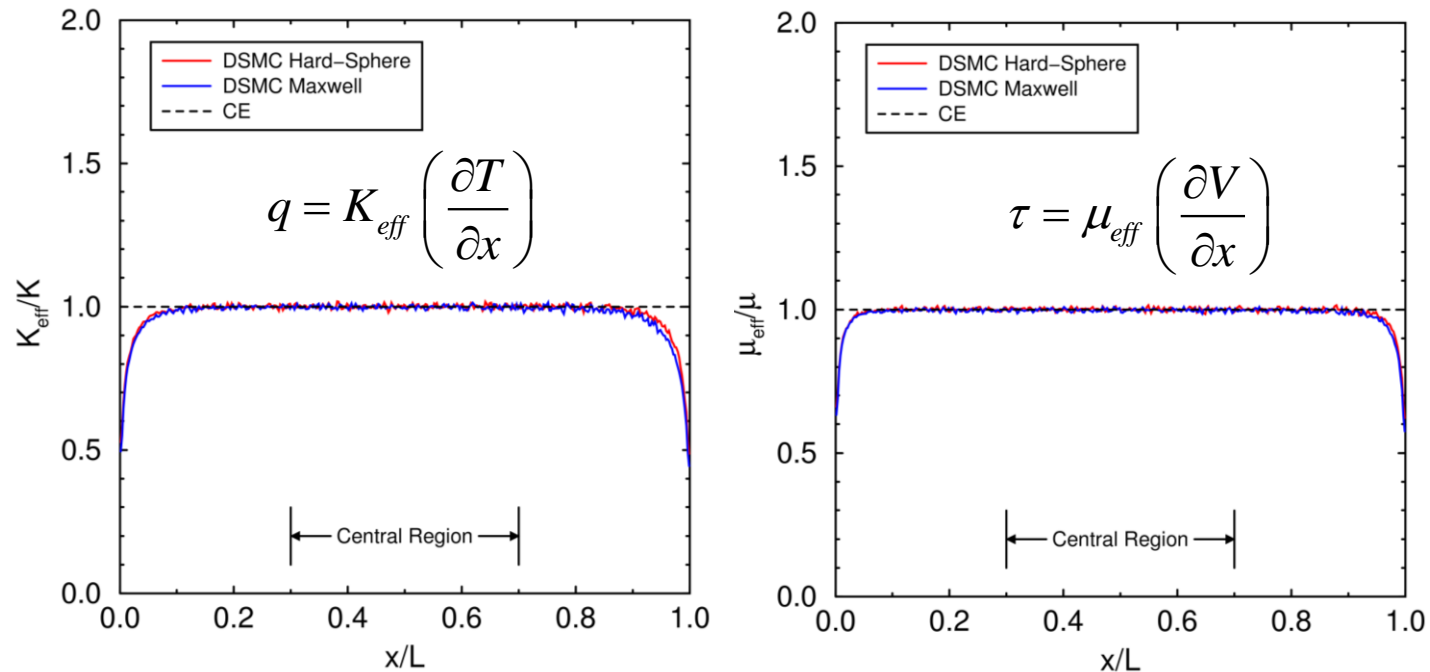 2.0
DSMC Hard–Sphere
DSMC Maxwell
CE
1.5
q = K_eff (∂T/∂x)
1.0
K_eff/K
0.5
Central Region
0.0
0.0 0.2 0.4 0.6 0.8 1.0
x/L
2.0
DSMC Hard–Sphere
DSMC Maxwell
CE
1.5
τ = μ_eff (∂V/∂x)
1.0
μ_eff/μ
0.5
Central Region
0.0
0.0 0.2 0.4 0.6 0.8 1.0
x/L